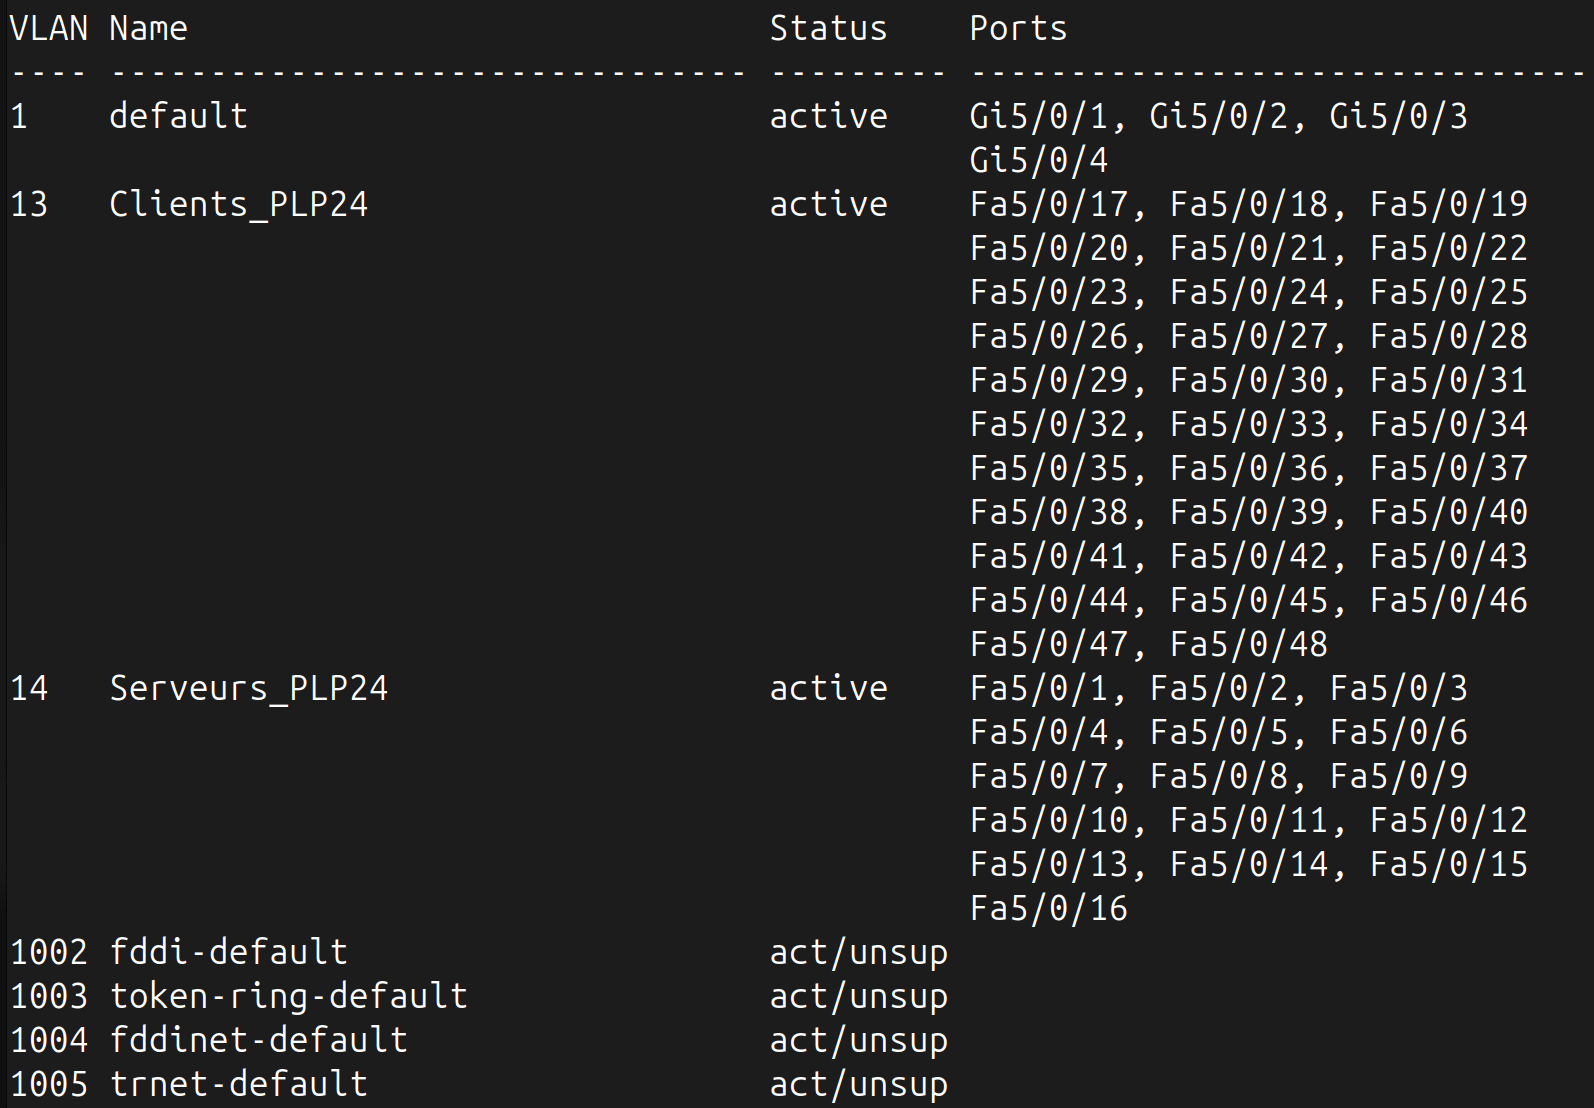 VLAN Name                             Status    Ports
---- -------------------------------- --------- -------------------------------
1    default                          active    Gi5/0/1, Gi5/0/2, Gi5/0/3
                                                Gi5/0/4
13   Clients_PLP24                    active    Fa5/0/17, Fa5/0/18, Fa5/0/19
                                                Fa5/0/20, Fa5/0/21, Fa5/0/22
                                                Fa5/0/23, Fa5/0/24, Fa5/0/25
                                                Fa5/0/26, Fa5/0/27, Fa5/0/28
                                                Fa5/0/29, Fa5/0/30, Fa5/0/31
                                                Fa5/0/32, Fa5/0/33, Fa5/0/34
                                                Fa5/0/35, Fa5/0/36, Fa5/0/37
                                                Fa5/0/38, Fa5/0/39, Fa5/0/40
                                                Fa5/0/41, Fa5/0/42, Fa5/0/43
                                                Fa5/0/44, Fa5/0/45, Fa5/0/46
                                                Fa5/0/47, Fa5/0/48
14   Serveurs_PLP24                   active    Fa5/0/1, Fa5/0/2, Fa5/0/3
                                                Fa5/0/4, Fa5/0/5, Fa5/0/6
                                                Fa5/0/7, Fa5/0/8, Fa5/0/9
                                                Fa5/0/10, Fa5/0/11, Fa5/0/12
                                                Fa5/0/13, Fa5/0/14, Fa5/0/15
                                                Fa5/0/16
1002 fddi-default                     act/unsup
1003 token-ring-default               act/unsup
1004 fddinet-default                  act/unsup
1005 trnet-default                    act/unsup